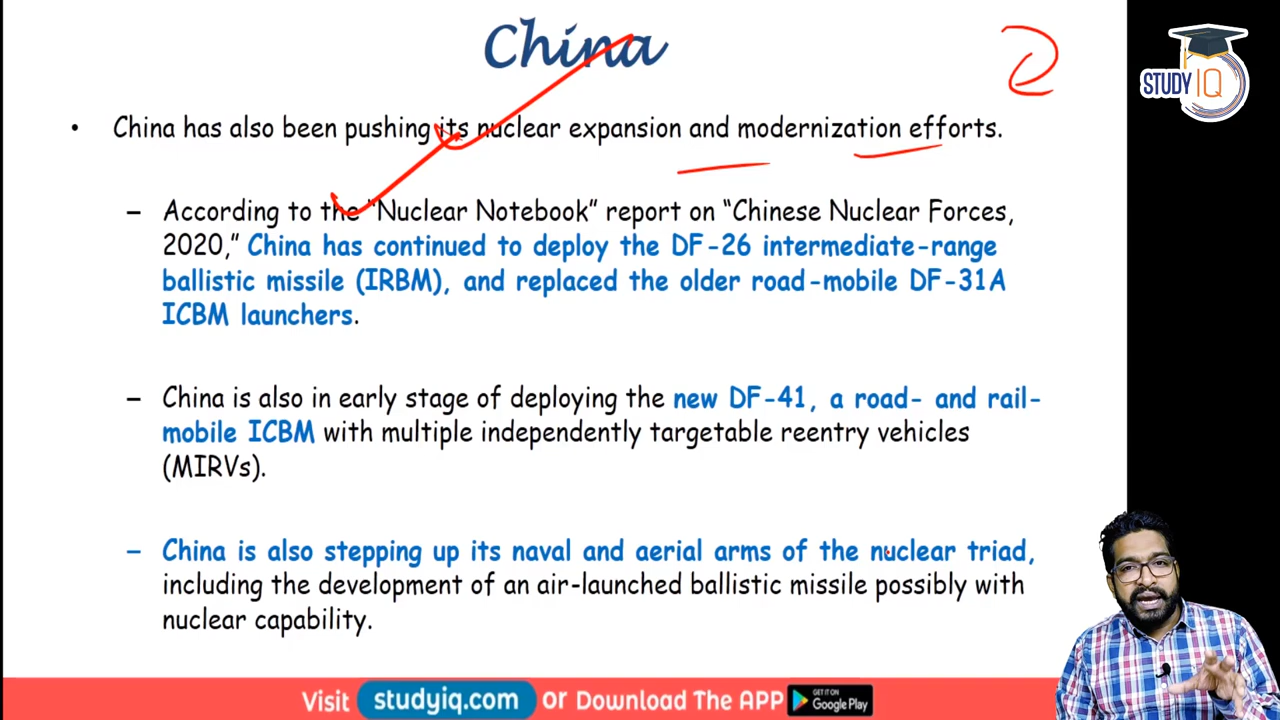 China
2
STUDY IQ
• China has also been pushing its nuclear expansion and modernization efforts.
– According to the “Nuclear Notebook” report on “Chinese Nuclear Forces,
2020,” China has continued to deploy the DF-26 intermediate-range
ballistic missile (IRBM), and replaced the older road-mobile DF-31A
ICBM launchers.
– China is also in early stage of deploying the new DF-41, a road- and rail-
mobile ICBM with multiple independently targetable reentry vehicles
(MIRVs).
– China is also stepping up its naval and aerial arms of the nuclear triad,
including the development of an air-launched ballistic missile possibly with
nuclear capability.
Visit studyiq.com or Download The APP GET IT ON Google Play